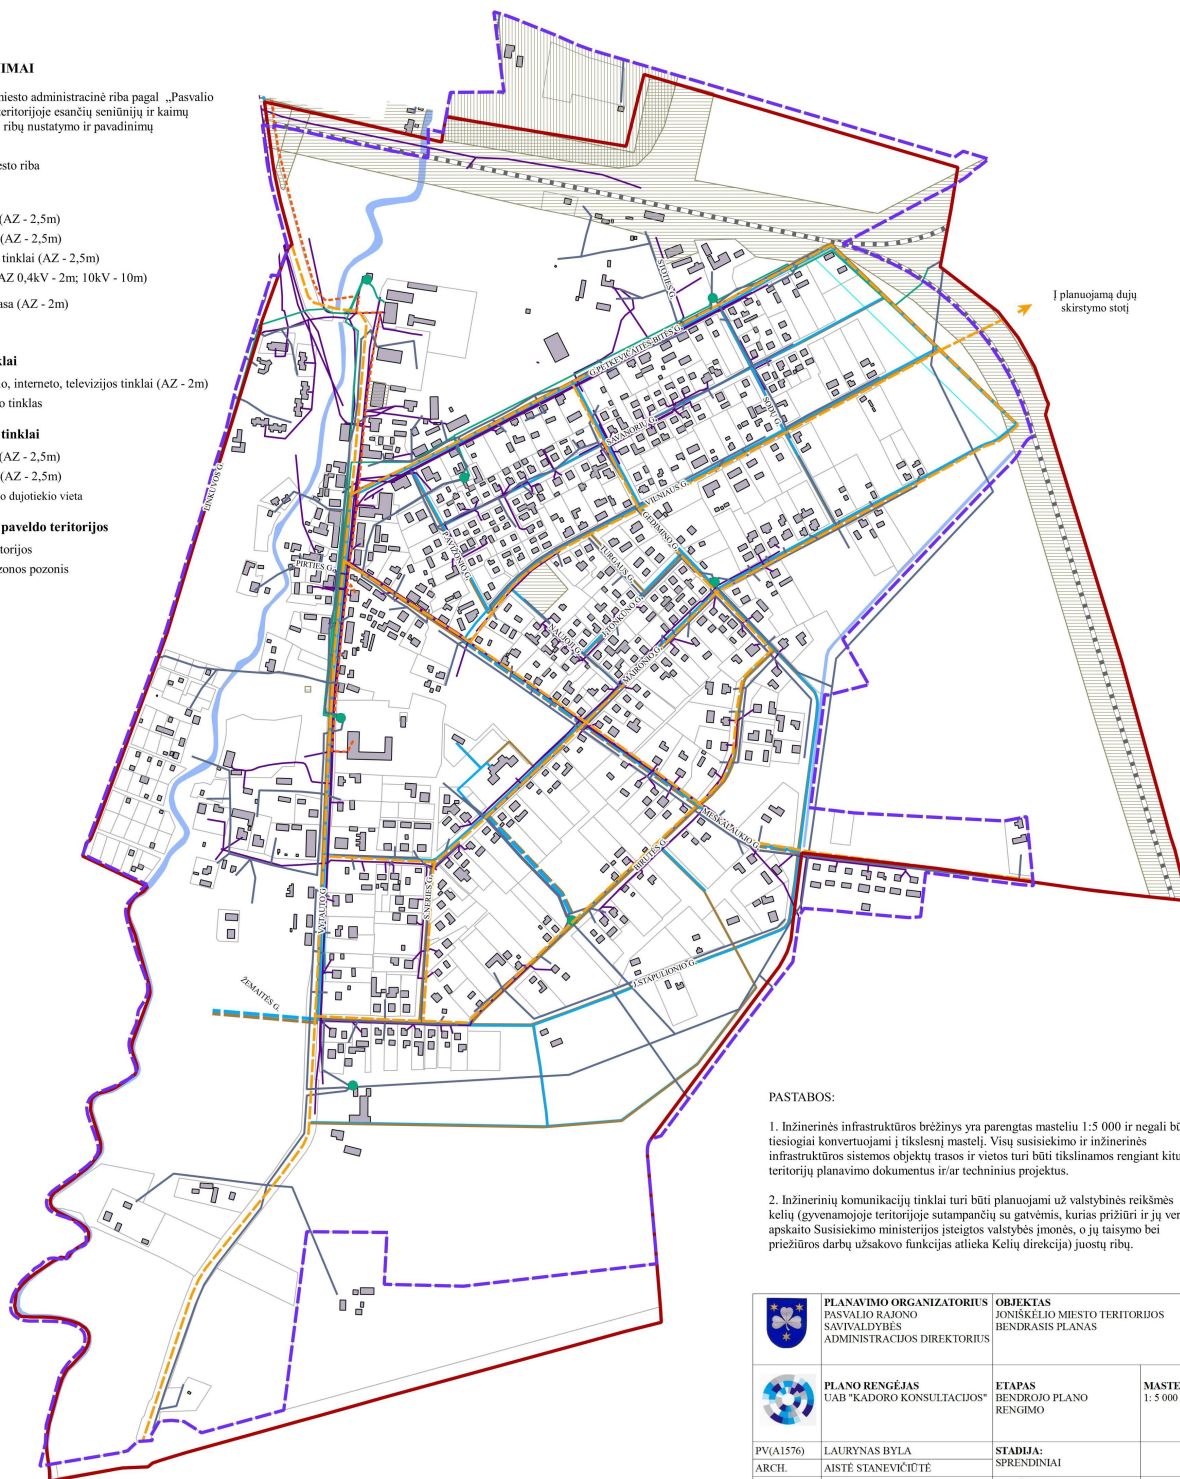 IMAI
miesto administracinė riba pagal „Pasvalio
teritorijoje esančių seniūnijų ir kaimų
ribų nustatymo ir pavadinimų
esto riba
(AZ - 2,5m)
(AZ - 2,5m)
tinklai (AZ - 2,5m)
AZ 0,4kV - 2m; 10kV - 10m)
asa (AZ - 2m)
klai
o, interneto, televizijos tinklai (AZ - 2m)
o tinklas
tinklai
(AZ - 2,5m)
(AZ - 2,5m)
o dujotiekio vieta
paveldo teritorijos
torijos
zonos pozonis
Į planuojamą dujų
skirstymo stotį
STOTIES G.
G.PETKEVIČAITĖS-BITĖS G.
SAVANORIŲ G.
SODŲ G.
VILNIAUS G.
GEDIMINO G.
LINKUVOS G.
PIRTIES G.
TURGAUS G.
NAUJOJI G.
MAIRONIO G.
MEŠKALAUKIO G.
BIRUTĖS G.
S.NERIES G.
VYTAUTO G.
J.STAPULIONIO G.
ŽEMAITĖS G.
PASTABOS:
1. Inžinerinės infrastruktūros brėžinys yra parengtas masteliu 1:5 000 ir negali bū
tiesiogiai konvertuojami į tikslesnį mastelį. Visų susisiekimo ir inžinerinės
infrastruktūros sistemos objektų trasos ir vietos turi būti tikslinamos rengiant kitu
teritorijų planavimo dokumentus ir/ar techninius projektus.
2. Inžinerinių komunikacijų tinklai turi būti planuojami už valstybinės reikšmės
kelių (gyvenamojoje teritorijoje sutampančių su gatvėmis, kurias prižiūri ir jų ver
apskaito Susisiekimo ministerijos įsteigtos valstybės įmonės, o jų taisymo bei
priežiūros darbų užsakovo funkcijas atlieka Kelių direkcija) juostų ribų.
PLANAVIMO ORGANIZATORIUS
PASVALIO RAJONO
SAVIVALDYBĖS
ADMINISTRACIJOS DIREKTORIUS
OBJEKTAS
JONIŠKĖLIO MIESTO TERITORIJOS
BENDRASIS PLANAS
PLANO RENGĖJAS
UAB "KADORO KONSULTACIJOS"
ETAPAS
BENDROJO PLANO
RENGIMO
MASTE
1: 5 000
PV(A1576) LAURYNAS BYLA
STADIJA:
SPRENDINIAI
ARCH. AISTĖ STANEVIČIŪTĖ